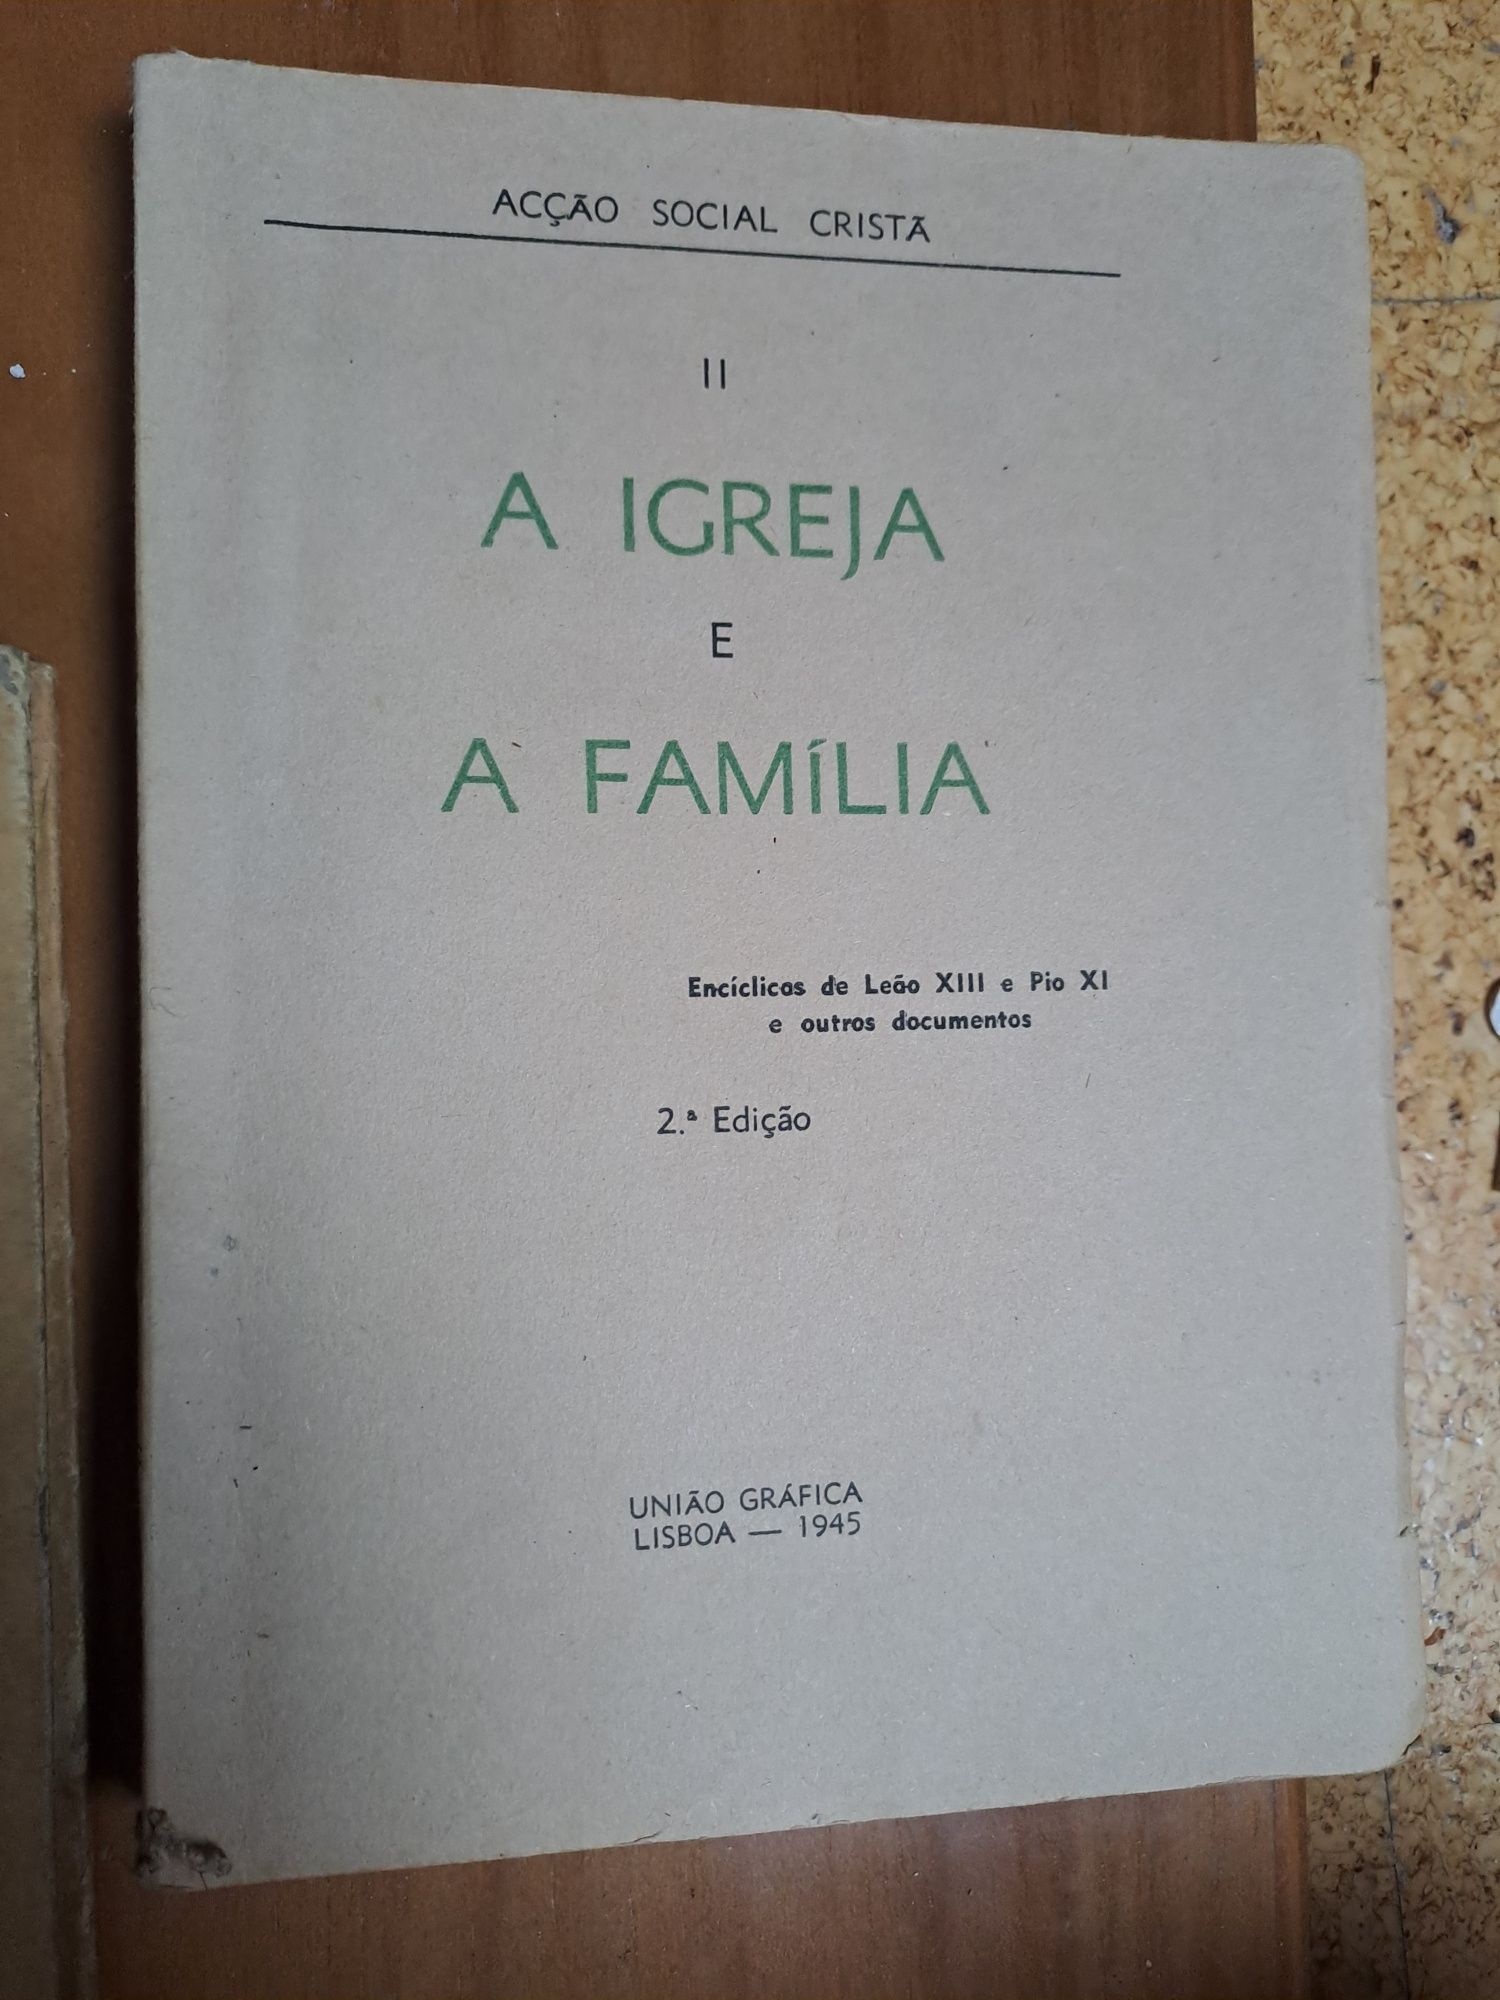 ACÇÃO SOCIAL CRISTÃ
II
A IGREJA
E
A FAMÍLIA
Encíclicas de Leão XIII e Pio XI
e outros documentos
2.ª Edição
UNIÃO GRÁFICA
LISBOA — 1945